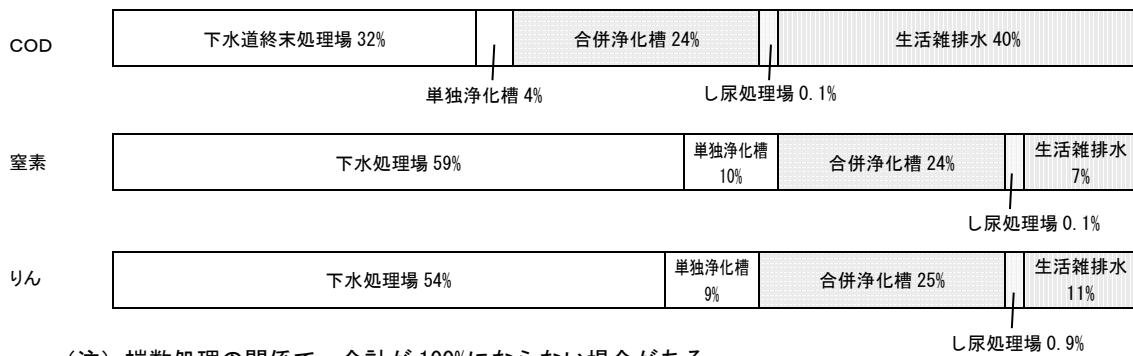 COD
下水道終末処理場 32%
合併浄化槽 24%
生活雑排水 40%
単独浄化槽 4%
し尿処理場 0.1%
窒素
下水処理場 59%
単独浄化槽
10%
合併浄化槽 24%
生活雑排水
7%
し尿処理場 0.1%
りん
下水処理場 54%
単独浄化槽
9%
合併浄化槽 25%
生活雑排水
11%
し尿処理場 0.9%
(注) 端数処理の関係で、合計が 100%にならない場合がある